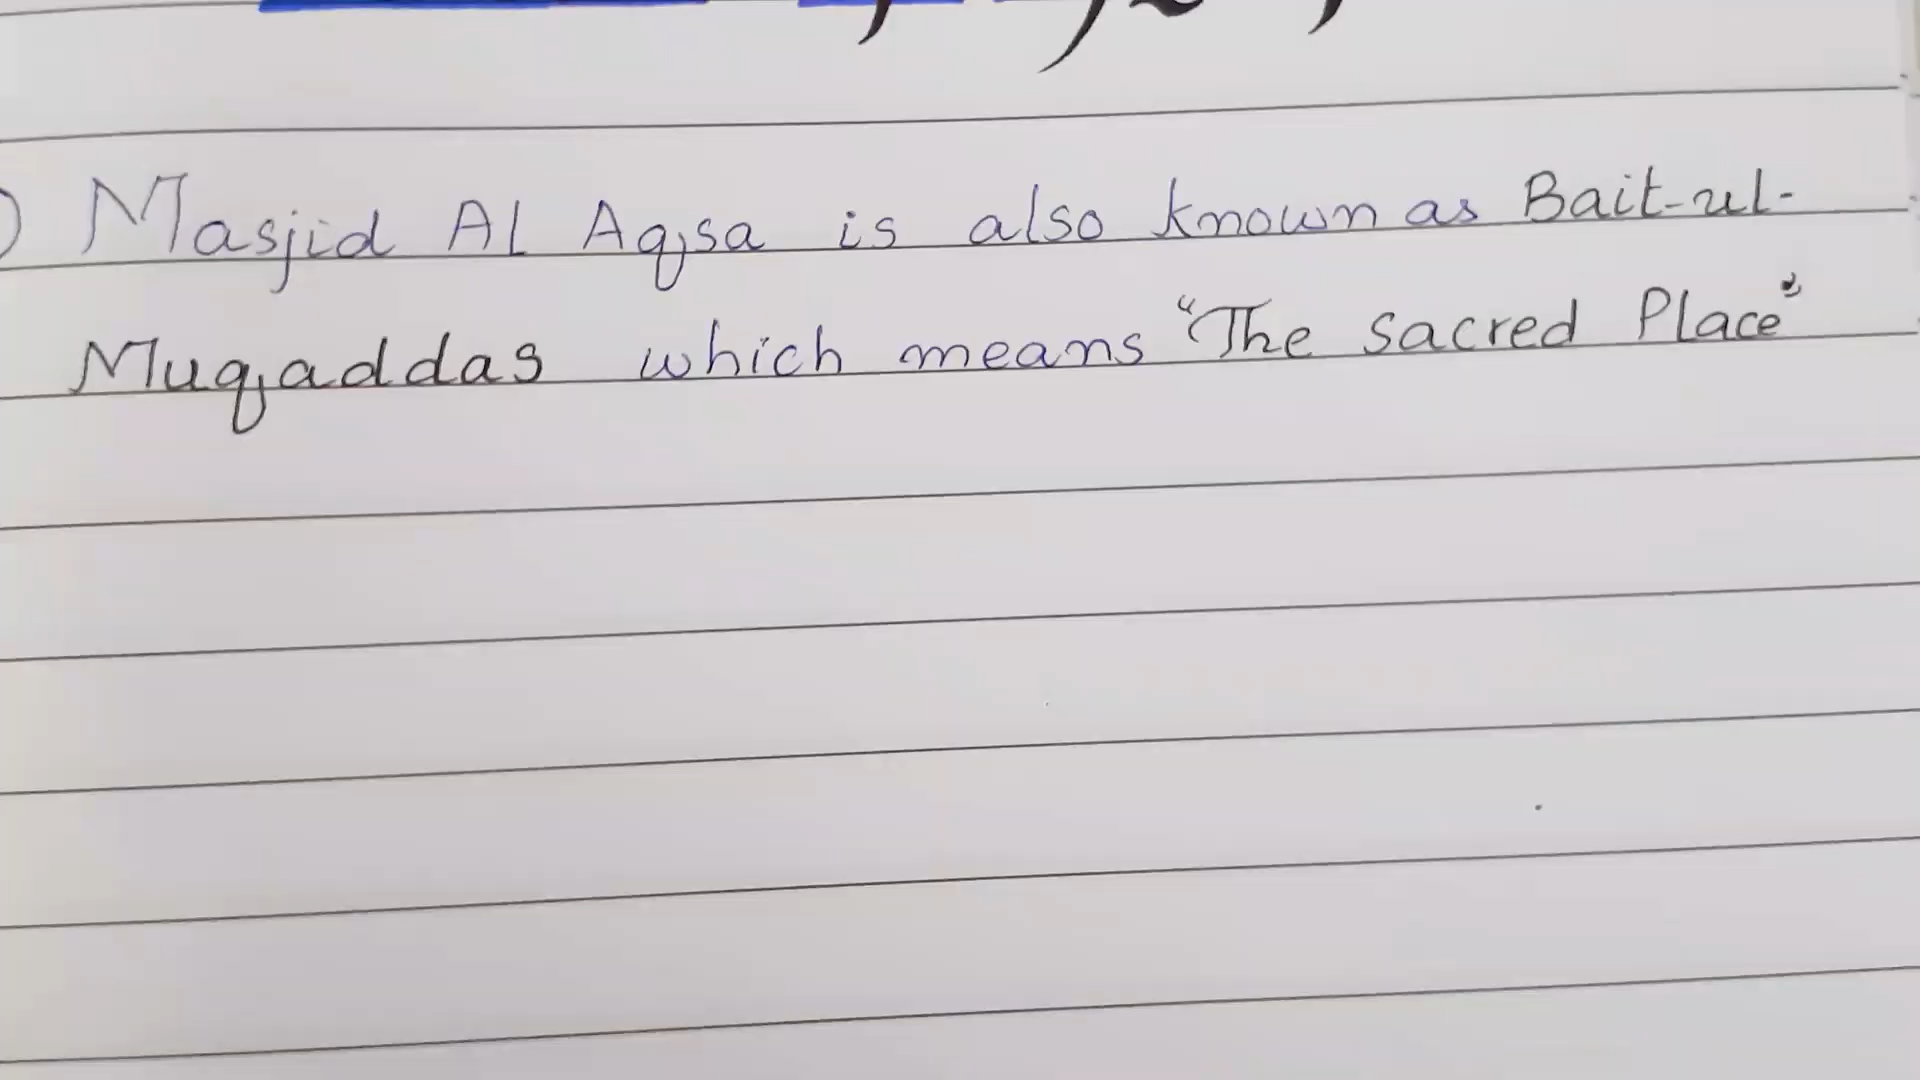 Masjid Al Aqsa is also known as Bait-ul-
Muqaddas which means “The Sacred Place”